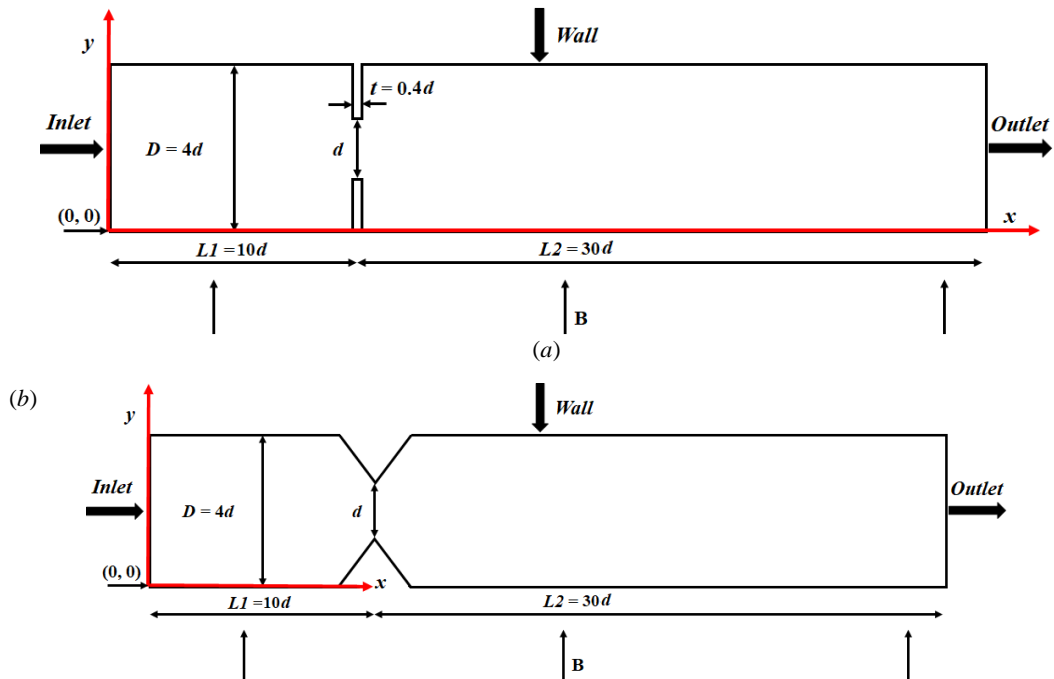 y
Wall
t = 0.4d
Inlet
D = 4d
d
Outlet
(0, 0)
x
L1 =10d
L2 = 30d
B
(a)
(b)
y
Wall
Inlet
D = 4d
d
Outlet
(0, 0)
x
L1 =10d
L2 = 30d
B